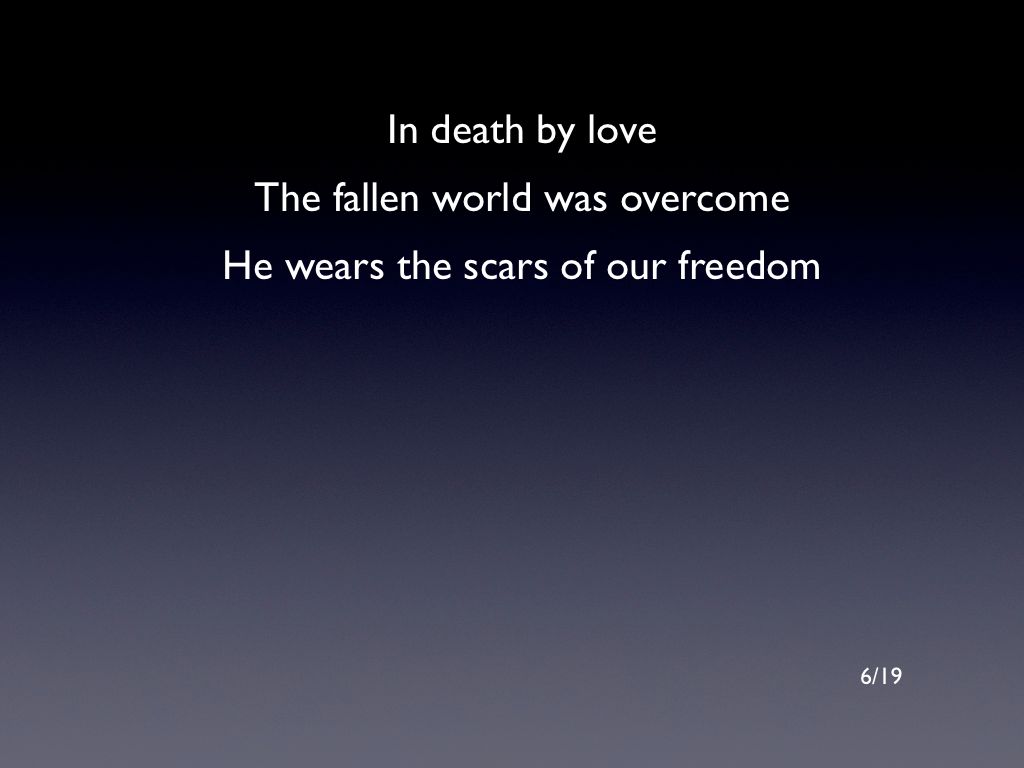 In death by love
The fallen world was overcome
He wears the scars of our freedom
6/19